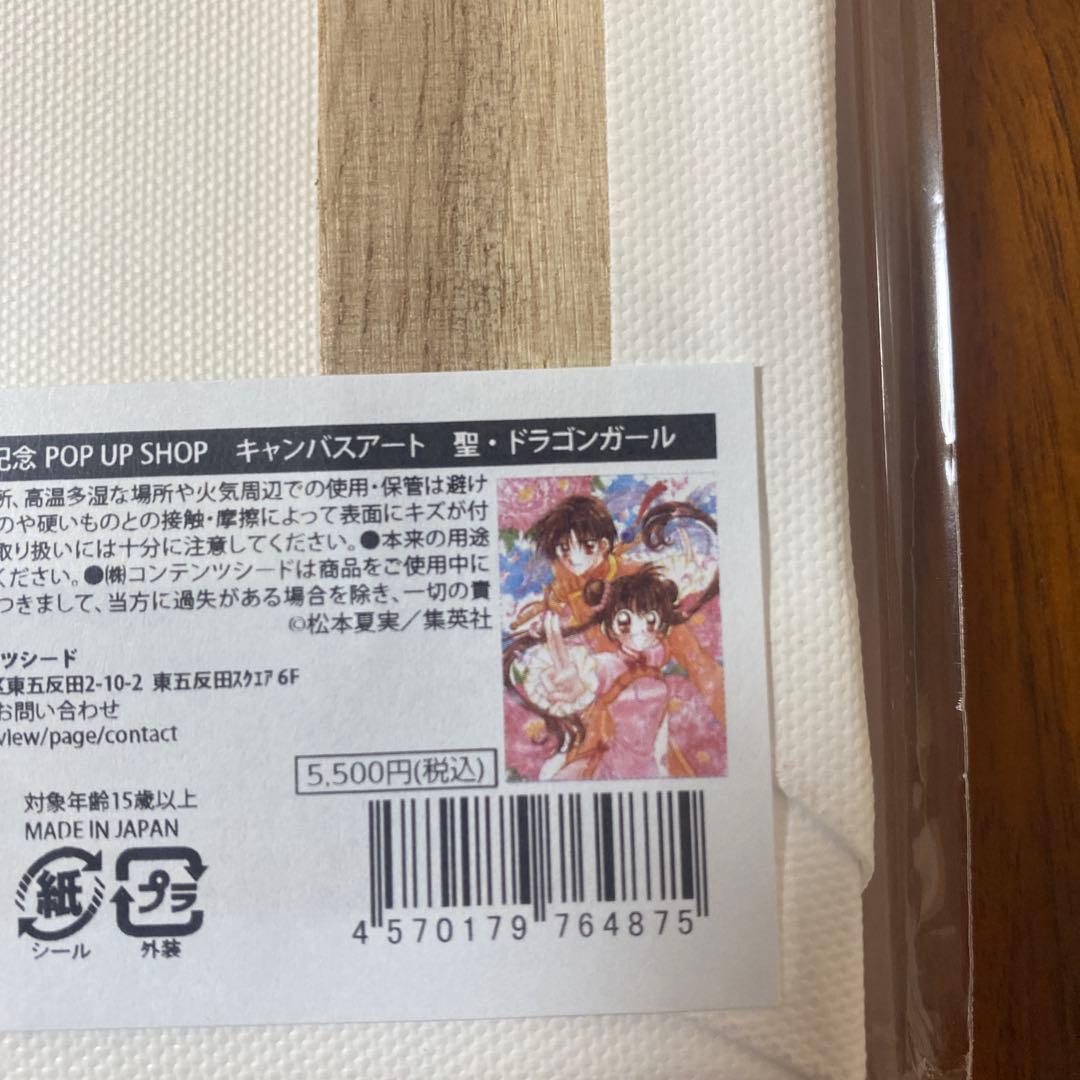 記念 POP UP SHOP キャンバスアート 聖・ドラゴンガール
所、高温多湿な場所や火気周辺での使用・保管は避け
のや硬いものとの接触・摩擦によって表面にキズが付
取り扱いには十分に注意してください。●本来の用途
ください。●㈱コンテンツシードは商品をご使用中に
つきまして、当方に過失がある場合を除き、一切の責
©松本夏実／集英社
ツシード
区東五反田2-10-2 東五反田スクエア 6F
お問い合わせ
view/page/contact
5,500円(税込)
対象年齢15歳以上
MADE IN JAPAN
紙 プラ
シール 外装
4 570179 764875